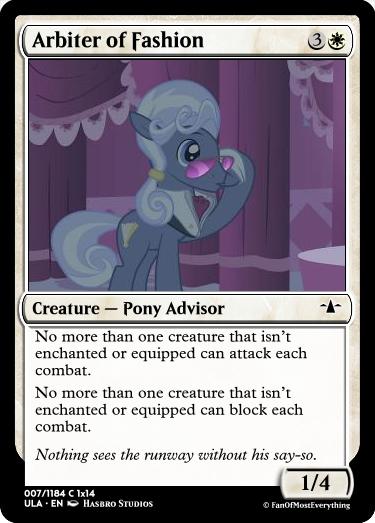 Arbiter of Fashion 3
Creature — Pony Advisor
No more than one creature that isn't
enchanted or equipped can attack each
combat.
No more than one creature that isn't
enchanted or equipped can block each
combat.
Nothing sees the runway without his say-so.
1/4
007/1184 C 1x14
ULA • EN HASBRO STUDIOS
© FanOfMostEverything